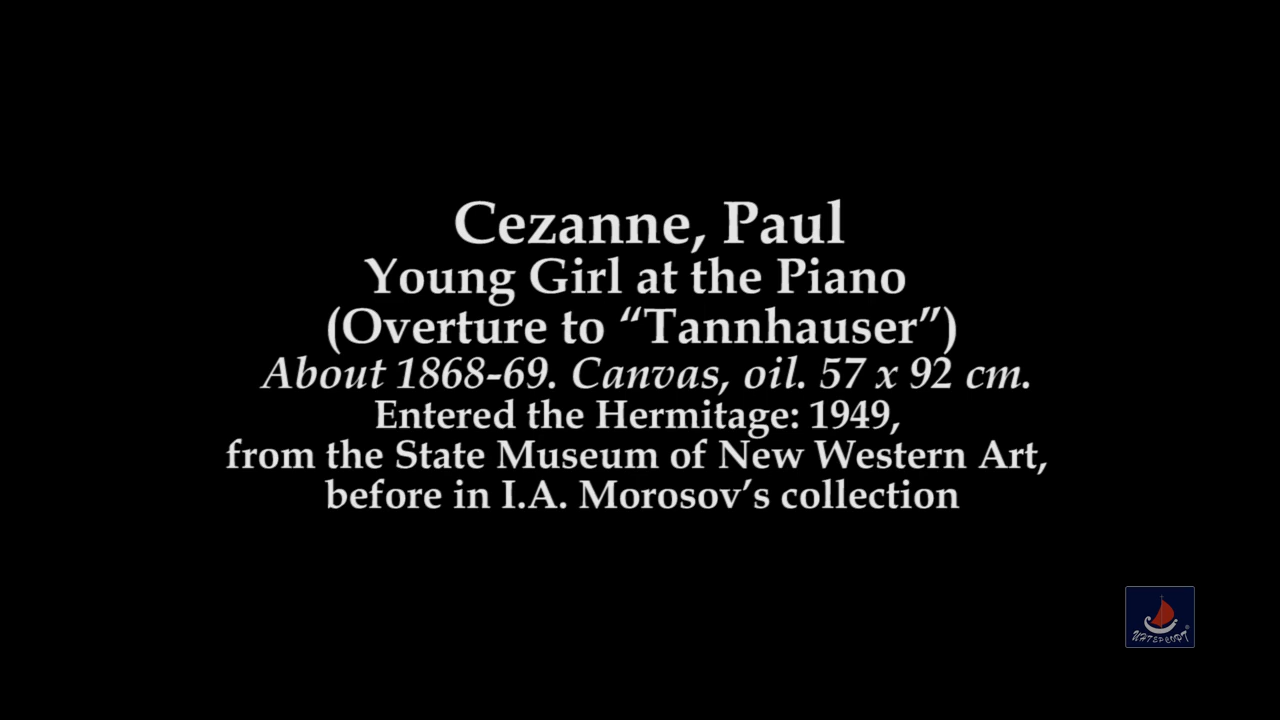 Cezanne, Paul
Young Girl at the Piano
(Overture to “Tannhauser”)
About 1868-69. Canvas, oil. 57 x 92 cm.
Entered the Hermitage: 1949,
from the State Museum of New Western Art,
before in I.A. Morosov’s collection